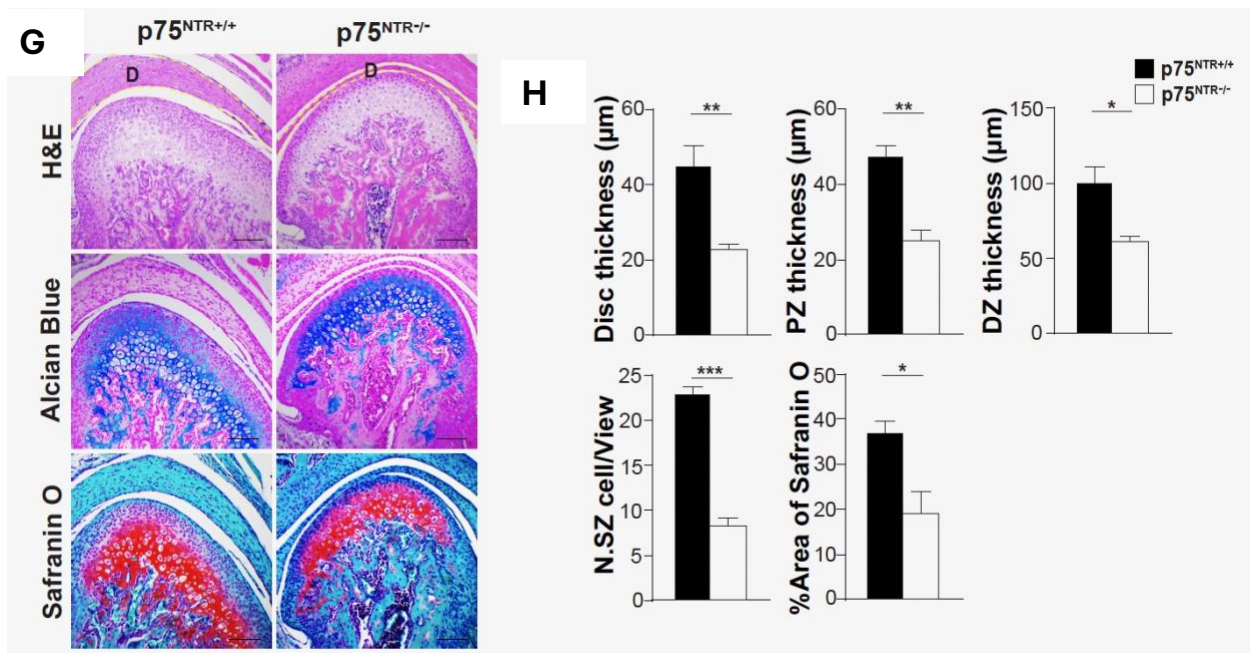 G
p75NTR+/+ p75NTR-/-
H&E
D D
Alcian Blue
Safranin O
H
p75NTR+/+
p75NTR-/-
Disc thickness (µm)
60
40
20
0
**
PZ thickness (µm)
60
40
20
0
**
DZ thickness (µm)
150
100
50
0
*
N.SZ cell/View
25
20
15
10
5
0
***
%Area of Safranin O
50
40
30
20
10
0
*